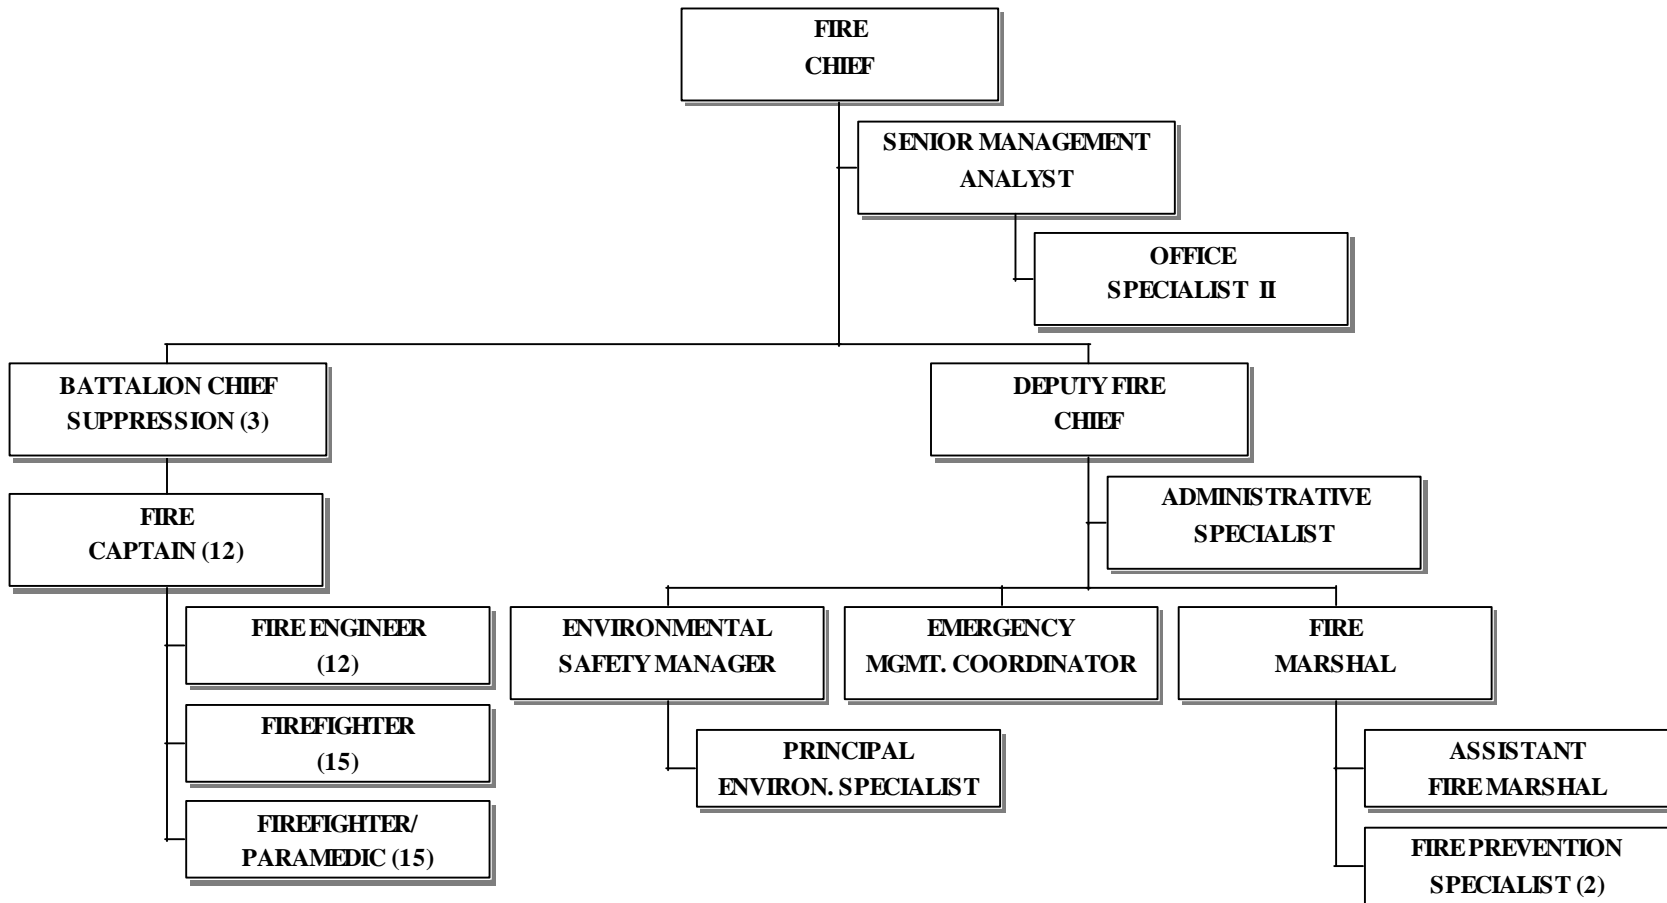 FIRE
CHIEF
SENIOR MANAGEMENT
ANALYST
OFFICE
SPECIALIST II
BATTALION CHIEF
SUPPRESSION (3)
DEPUTY FIRE
CHIEF
FIRE
CAPTAIN (12)
ADMINISTRATIVE
SPECIALIST
FIRE ENGINEER
(12)
FIREFIGHTER
(15)
FIREFIGHTER/
PARAMEDIC (15)
ENVIRONMENTAL
SAFETY MANAGER
PRINCIPAL
ENVIRON. SPECIALIST
EMERGENCY
MGMT. COORDINATOR
FIRE
MARSHAL
ASSISTANT
FIRE MARSHAL
FIRE PREVENTION
SPECIALIST (2)